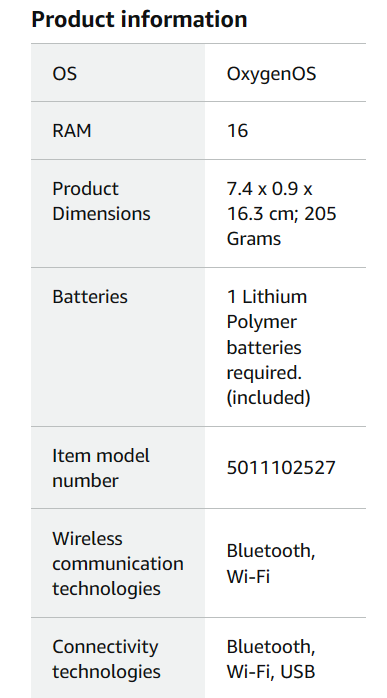 Product information
OS
OxygenOS
RAM
16
Product
Dimensions
7.4 x 0.9 x
16.3 cm; 205
Grams
Batteries
1 Lithium
Polymer
batteries
required.
(included)
Item model
number
5011102527
Wireless
communication
technologies
Bluetooth,
Wi-Fi
Connectivity
technologies
Bluetooth,
Wi-Fi, USB